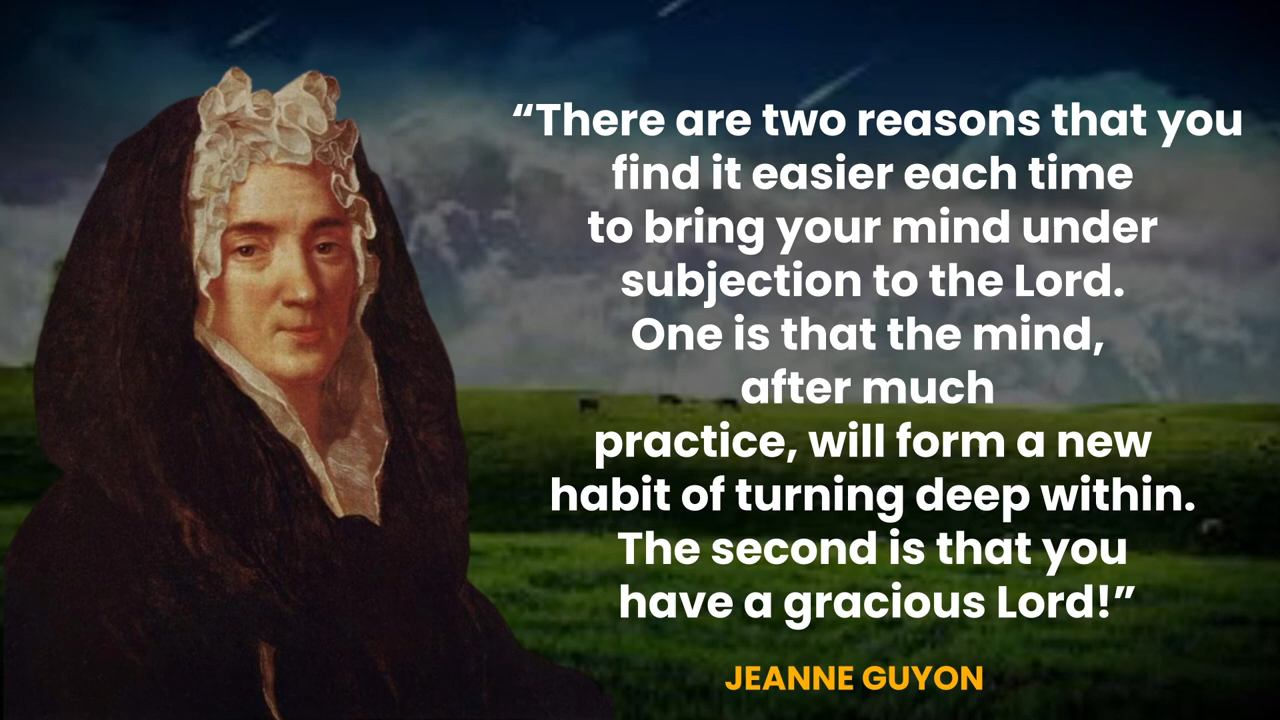 “There are two reasons that you
find it easier each time
to bring your mind under
subjection to the Lord.
One is that the mind,
after much
practice, will form a new
habit of turning deep within.
The second is that you
have a gracious Lord!”
JEANNE GUYON